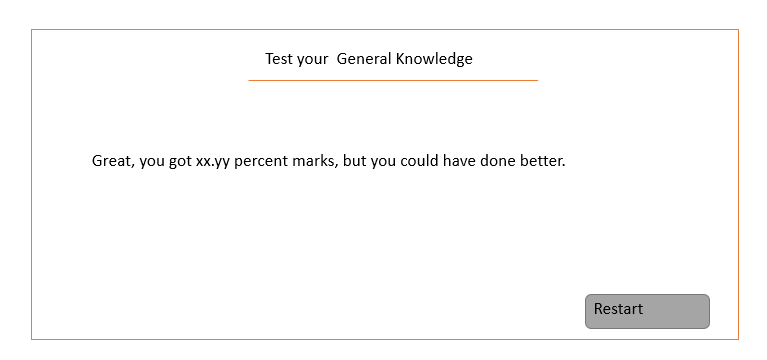 Test your  General Knowledge
Great, you got xx.yy percent marks, but you could have done better.
Restart